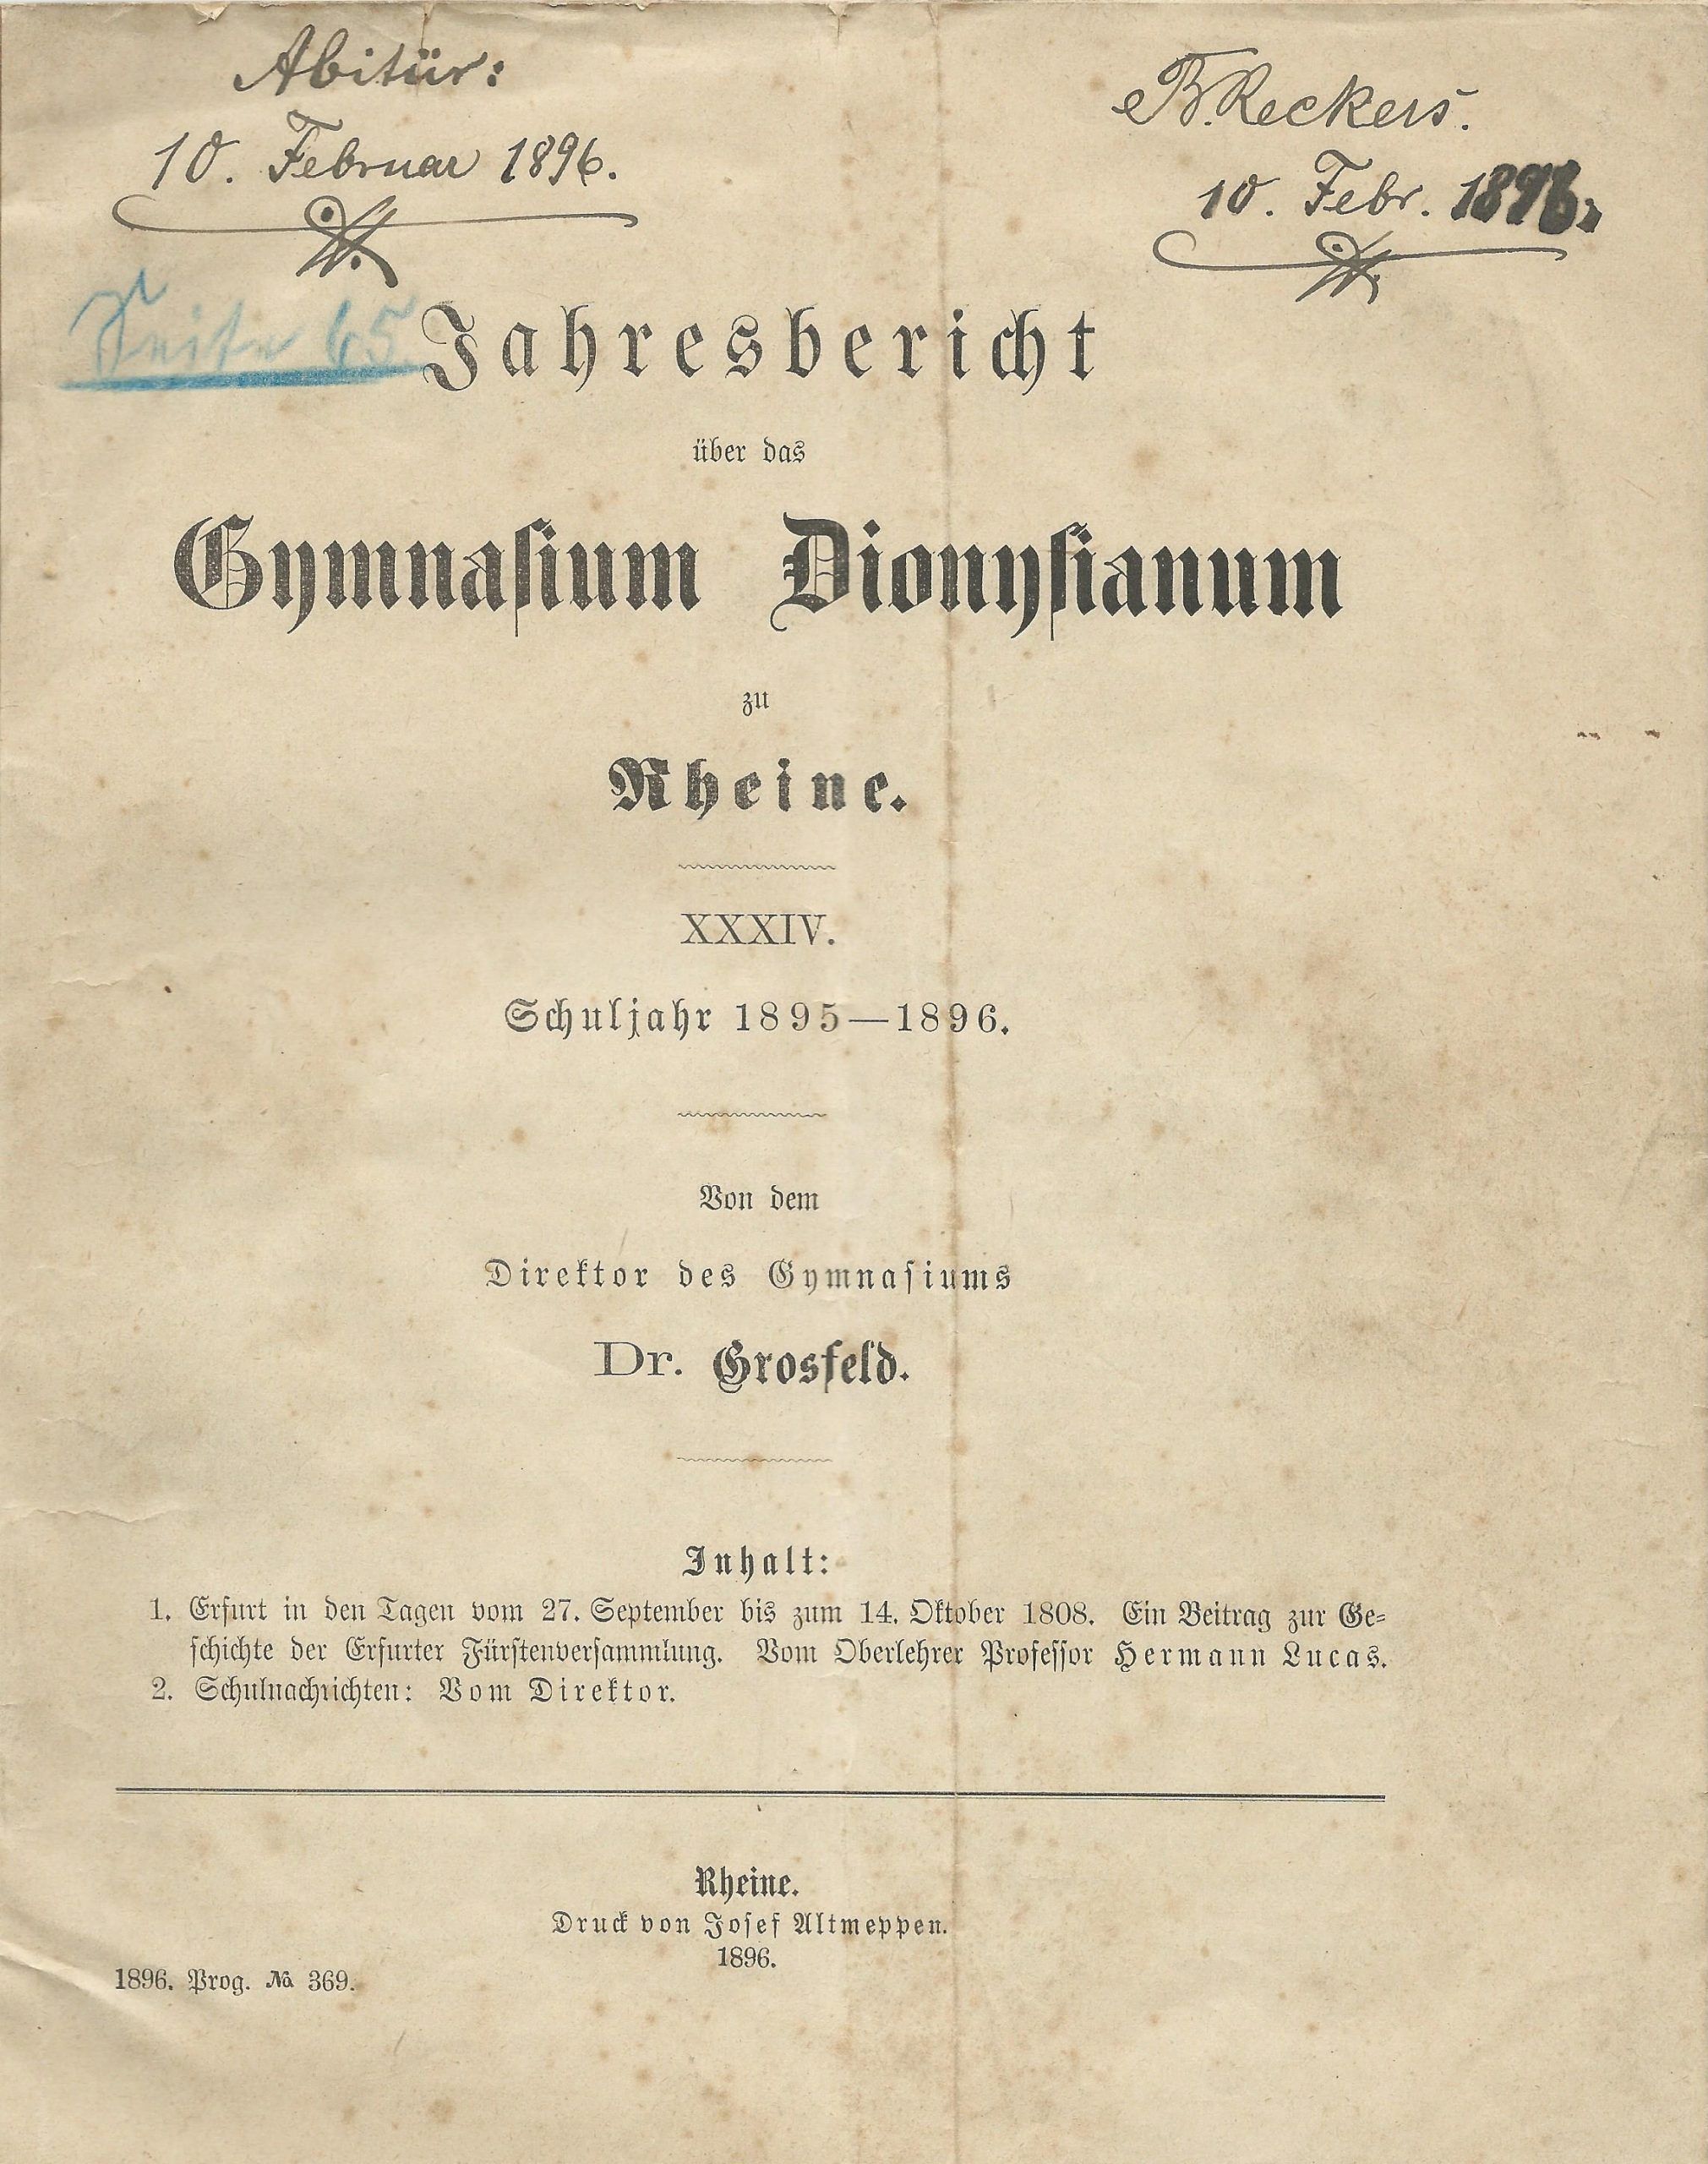 Abitür:
10. Februar 1896.
B. Reckers.
10. Febr. 1896.
Seite 65.
Jahresbericht
über das
Gymnasium Dionysianum
zu
Rheine.
XXXIV.
Schuljahr 1895—1896.
Von dem
Direktor des Gymnasiums
Dr. Grosfeld.
Inhalt:
1. Erfurt in den Tagen vom 27. September bis zum 14. Oktober 1808. Ein Beitrag zur Ge-
schichte der Erfurter Fürstenversammlung. Vom Oberlehrer Professor Hermann Lucas.
2. Schulnachrichten: Vom Direktor.
Rheine.
Druck von Josef Altmeppen.
1896.
1896. Prog. № 369.